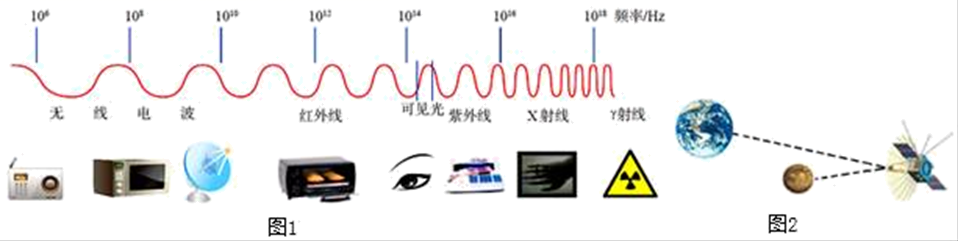 10⁶ 10⁸ 10¹⁰ 10¹² 10¹⁴ 10¹⁶ 10¹⁸ 频率/Hz
无线电波 红外线 可见光 紫外线 X射线 γ射线
图1 图2